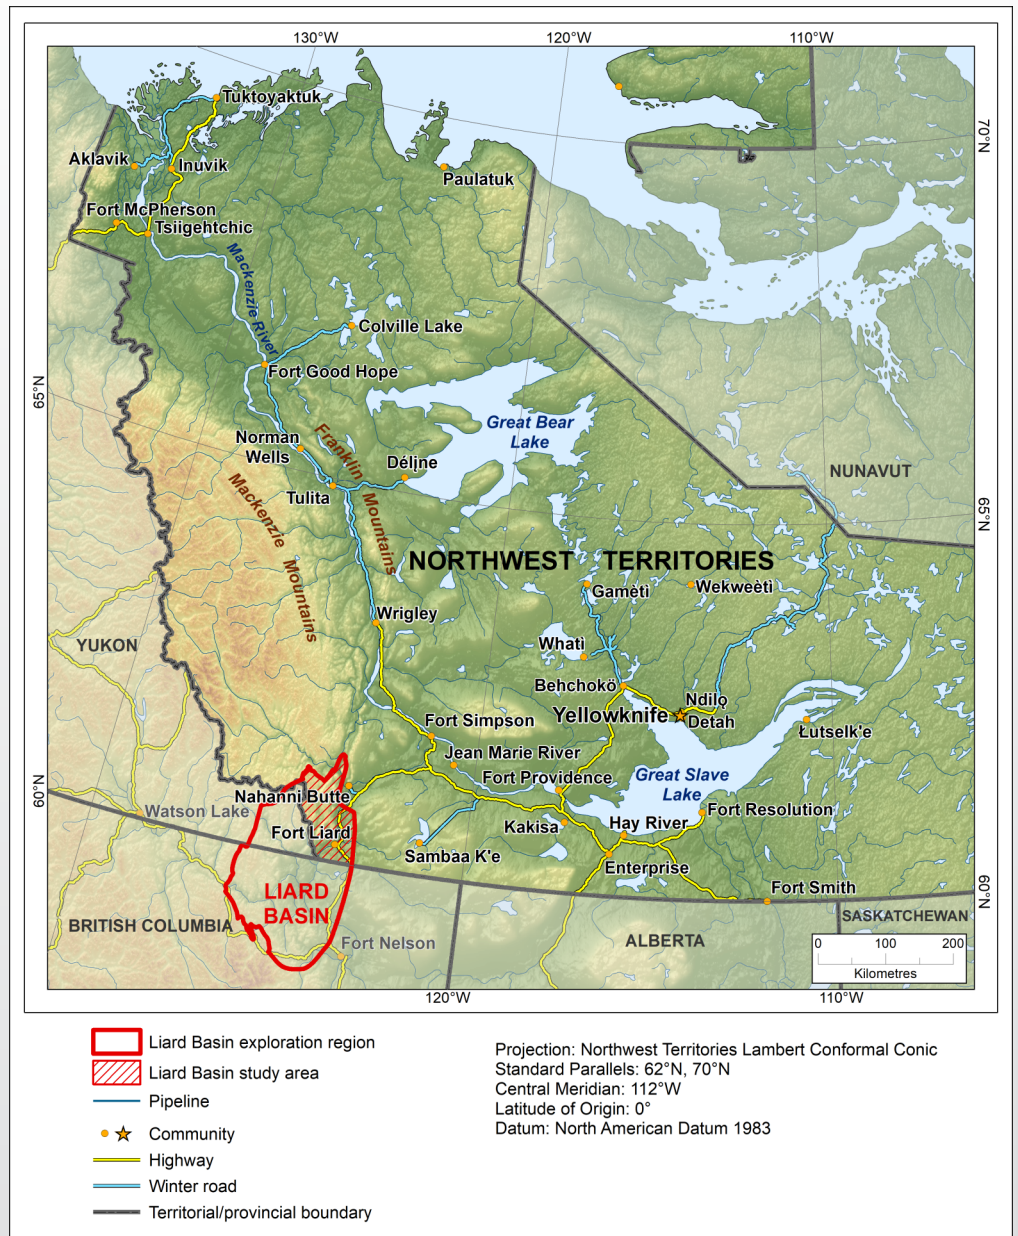 130°W
120°W
110°W
Tuktoyaktuk
70°N
Aklavik
Inuvik
Paulatuk
Fort McPherson
Tsiigehtchic
Mackenzie River
Colville Lake
Fort Good Hope
65°N
Great Bear
Lake
Norman
Wells
Franklin Mountains
Délı̨ne
NUNAVUT
Tulita
Mackenzie Mountains
65°N
NORTHWEST TERRITORIES
Gamètì
Wekweètì
Wrigley
YUKON
Whatì
Behchokö
Ndilǫ
Yellowknife
Detah
Fort Simpson
Łutselk'e
Jean Marie River
60°N
Fort Providence
Great Slave
Lake
Nahanni Butte
Watson Lake
Fort Resolution
Hay River
Kakisa
Fort Liard
Sambaa K'e
Enterprise
LIARD
BASIN
Fort Smith
60°N
BRITISH COLUMBIA
SASKATCHEWAN
Fort Nelson
ALBERTA
0 100 200
Kilometres
120°W
110°W
Liard Basin exploration region
Liard Basin study area
Pipeline
Community
Highway
Winter road
Territorial/provincial boundary
Projection: Northwest Territories Lambert Conformal Conic
Standard Parallels: 62°N, 70°N
Central Meridian: 112°W
Latitude of Origin: 0°
Datum: North American Datum 1983